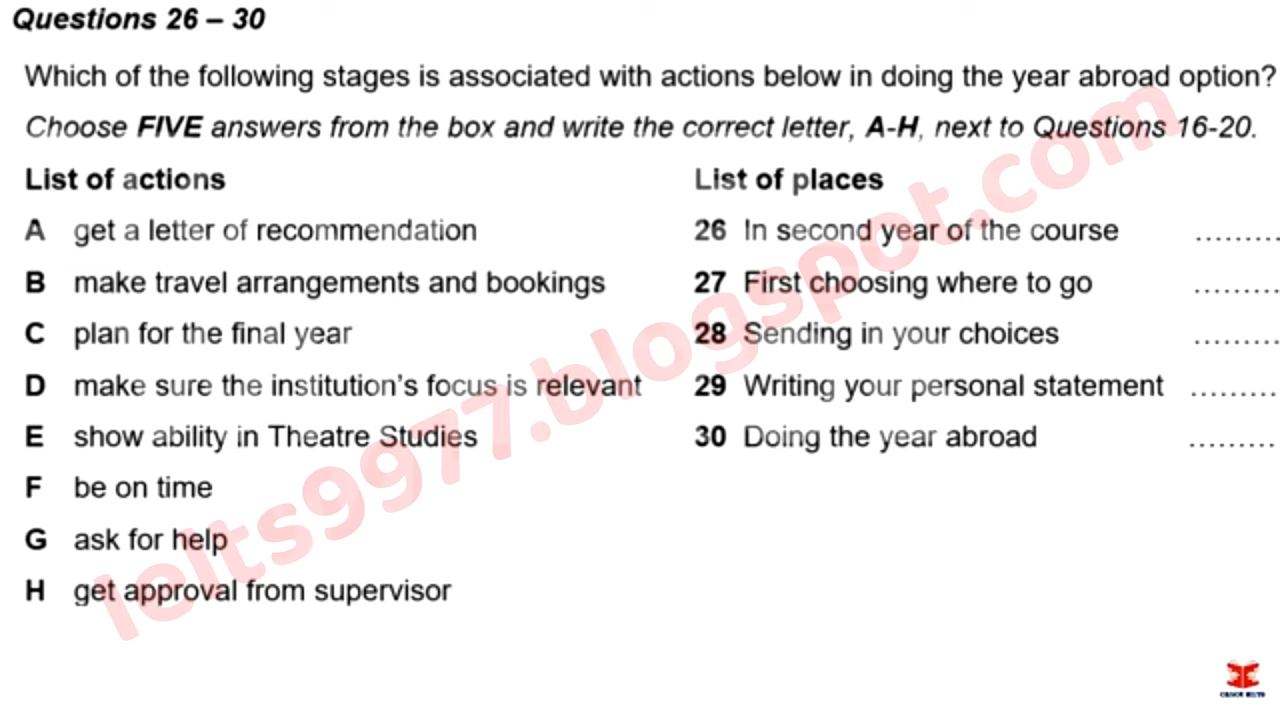 Questions 26 – 30
Which of the following stages is associated with actions below in doing the year abroad option?
Choose FIVE answers from the box and write the correct letter, A-H, next to Questions 16-20.
List of actions
A get a letter of recommendation
B make travel arrangements and bookings
C plan for the final year
D make sure the institution's focus is relevant
E show ability in Theatre Studies
F be on time
G ask for help
H get approval from supervisor
List of places
26 In second year of the course .........
27 First choosing where to go .........
28 Sending in your choices .........
29 Writing your personal statement .........
30 Doing the year abroad .........
Ielts9977.blogspot.com